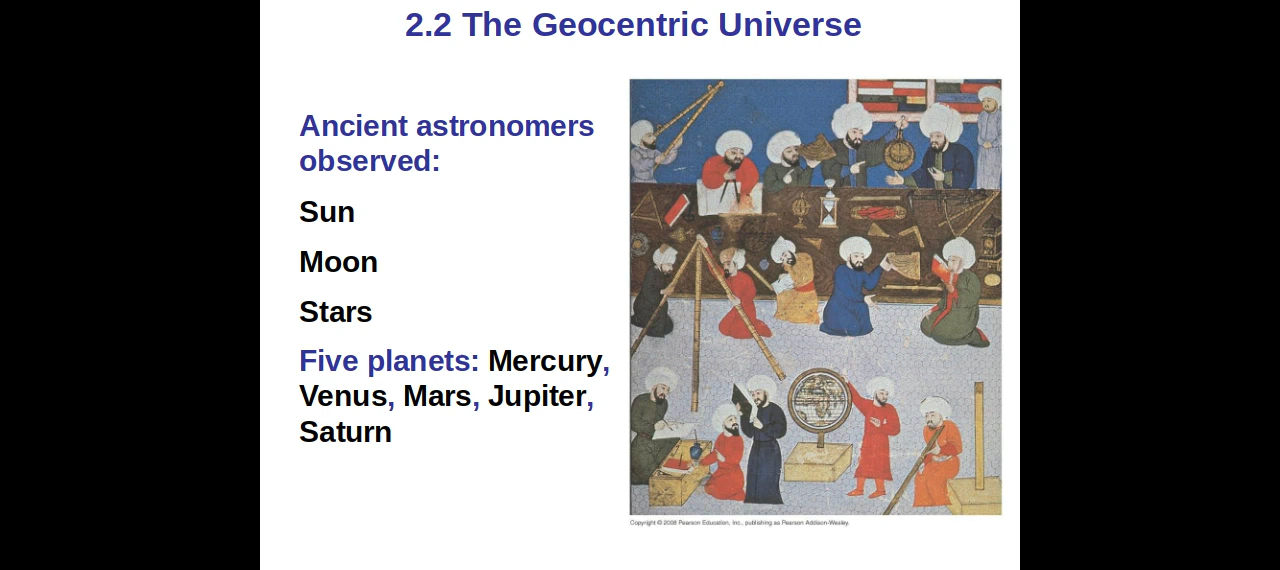 2.2 The Geocentric Universe
Ancient astronomers
observed:
Sun
Moon
Stars
Five planets: Mercury,
Venus, Mars, Jupiter,
Saturn
Copyright © 2008 Pearson Education, Inc., publishing as Pearson Addison-Wesley.